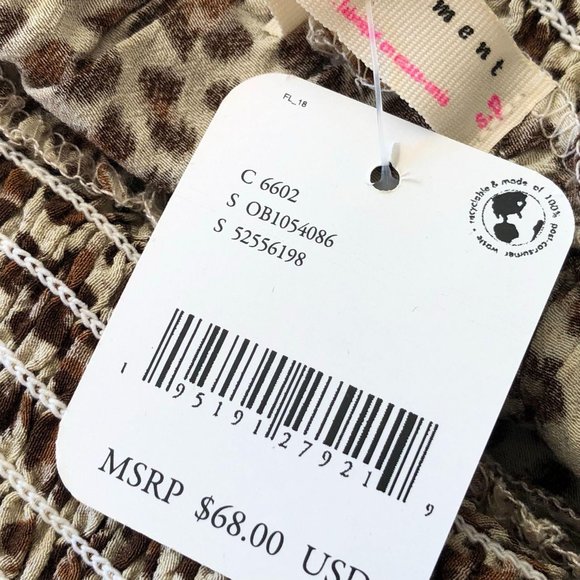 ment
s.p
FL_18
recyclable & made of 100% post-consumer waste
C 6602
S OB1054086
S 52556198
1 95191 27921 9
MSRP $68.00 USD